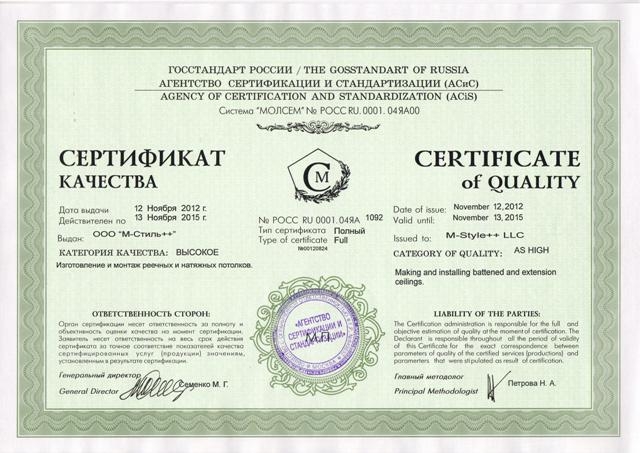 ГОССТАНДАРТ РОССИИ / THE GOSSTANDART OF RUSSIA
АГЕНТСТВО СЕРТИФИКАЦИИ И СТАНДАРТИЗАЦИИ (АСиС)
AGENCY OF CERTIFICATION AND STANDARDIZATION (ACiS)
Система "МОЛСЕМ" № РОСС RU. 0001. 04ЯА00
СЕРТИФИКАТ
КАЧЕСТВА
Дата выдачи 12 Ноября 2012 г.
Действителен по 13 Ноября 2015 г.
Выдан: ООО "М-Стиль++"
КАТЕГОРИЯ КАЧЕСТВА: ВЫСОКОЕ
Изготовление и монтаж реечных и натяжных потолков.
СМ
№ РОСС RU 0001.04ЯА 1092
Тип сертификата Полный
Type of certificate Full
№00120824
CERTIFICATE
of QUALITY
Date of issue: November 12,2012
Valid until: November 13,2015
Issued to: M-Style++ LLC
CATEGORY OF QUALITY: AS HIGH
Making and installing battened and extension
ceilings.
ОТВЕТСТВЕННОСТЬ СТОРОН:
Орган сертификации несет ответственность за полноту и
объективность оценки качества на момент сертификации.
Заявитель несет ответственность на весь срок действия
сертификата за точное соответствие показателей качества
сертифицированных услуг (продукции) значениям,
установленным в результате сертификации.
Генеральный директор
General Director Семенко М. Г.
АГЕНТСТВО
СЕРТИФИКАЦИИ И
СТАНДАРТИЗАЦИИ
М.П.
LIABILITY OF THE PARTIES:
The Certification administration is responsible for the full and
objective estimation of quality at the moment of certification. The
Declarant is responsible throughout all the period of validity
of this Certificate for the exact correspondence between
parameters of quality of the certified services (productions) and
parameters that were stipulated as a result of certification.
Главный методолог
Principal Methodologist Петрова Н. А.